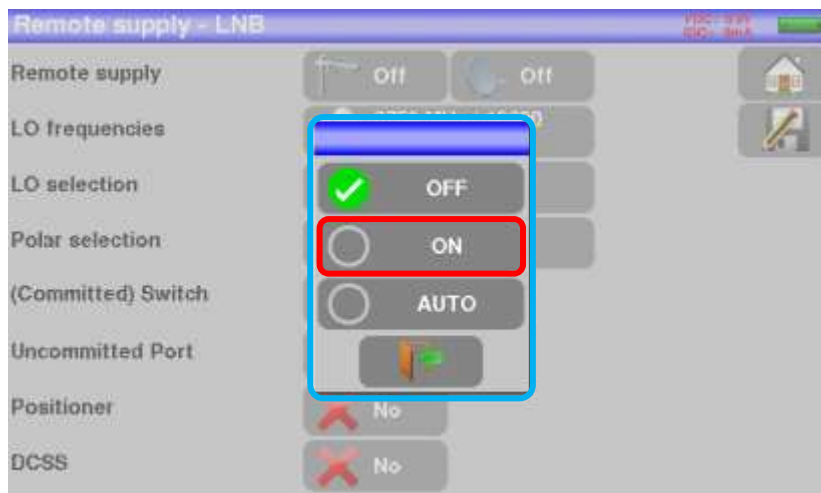 Remote supply - LNB
Remote supply
Off
Off
LO frequencies
LO selection
OFF
Polar selection
ON
(Committed) Switch
AUTO
Uncommitted Port
Positioner
No
DCSS
No